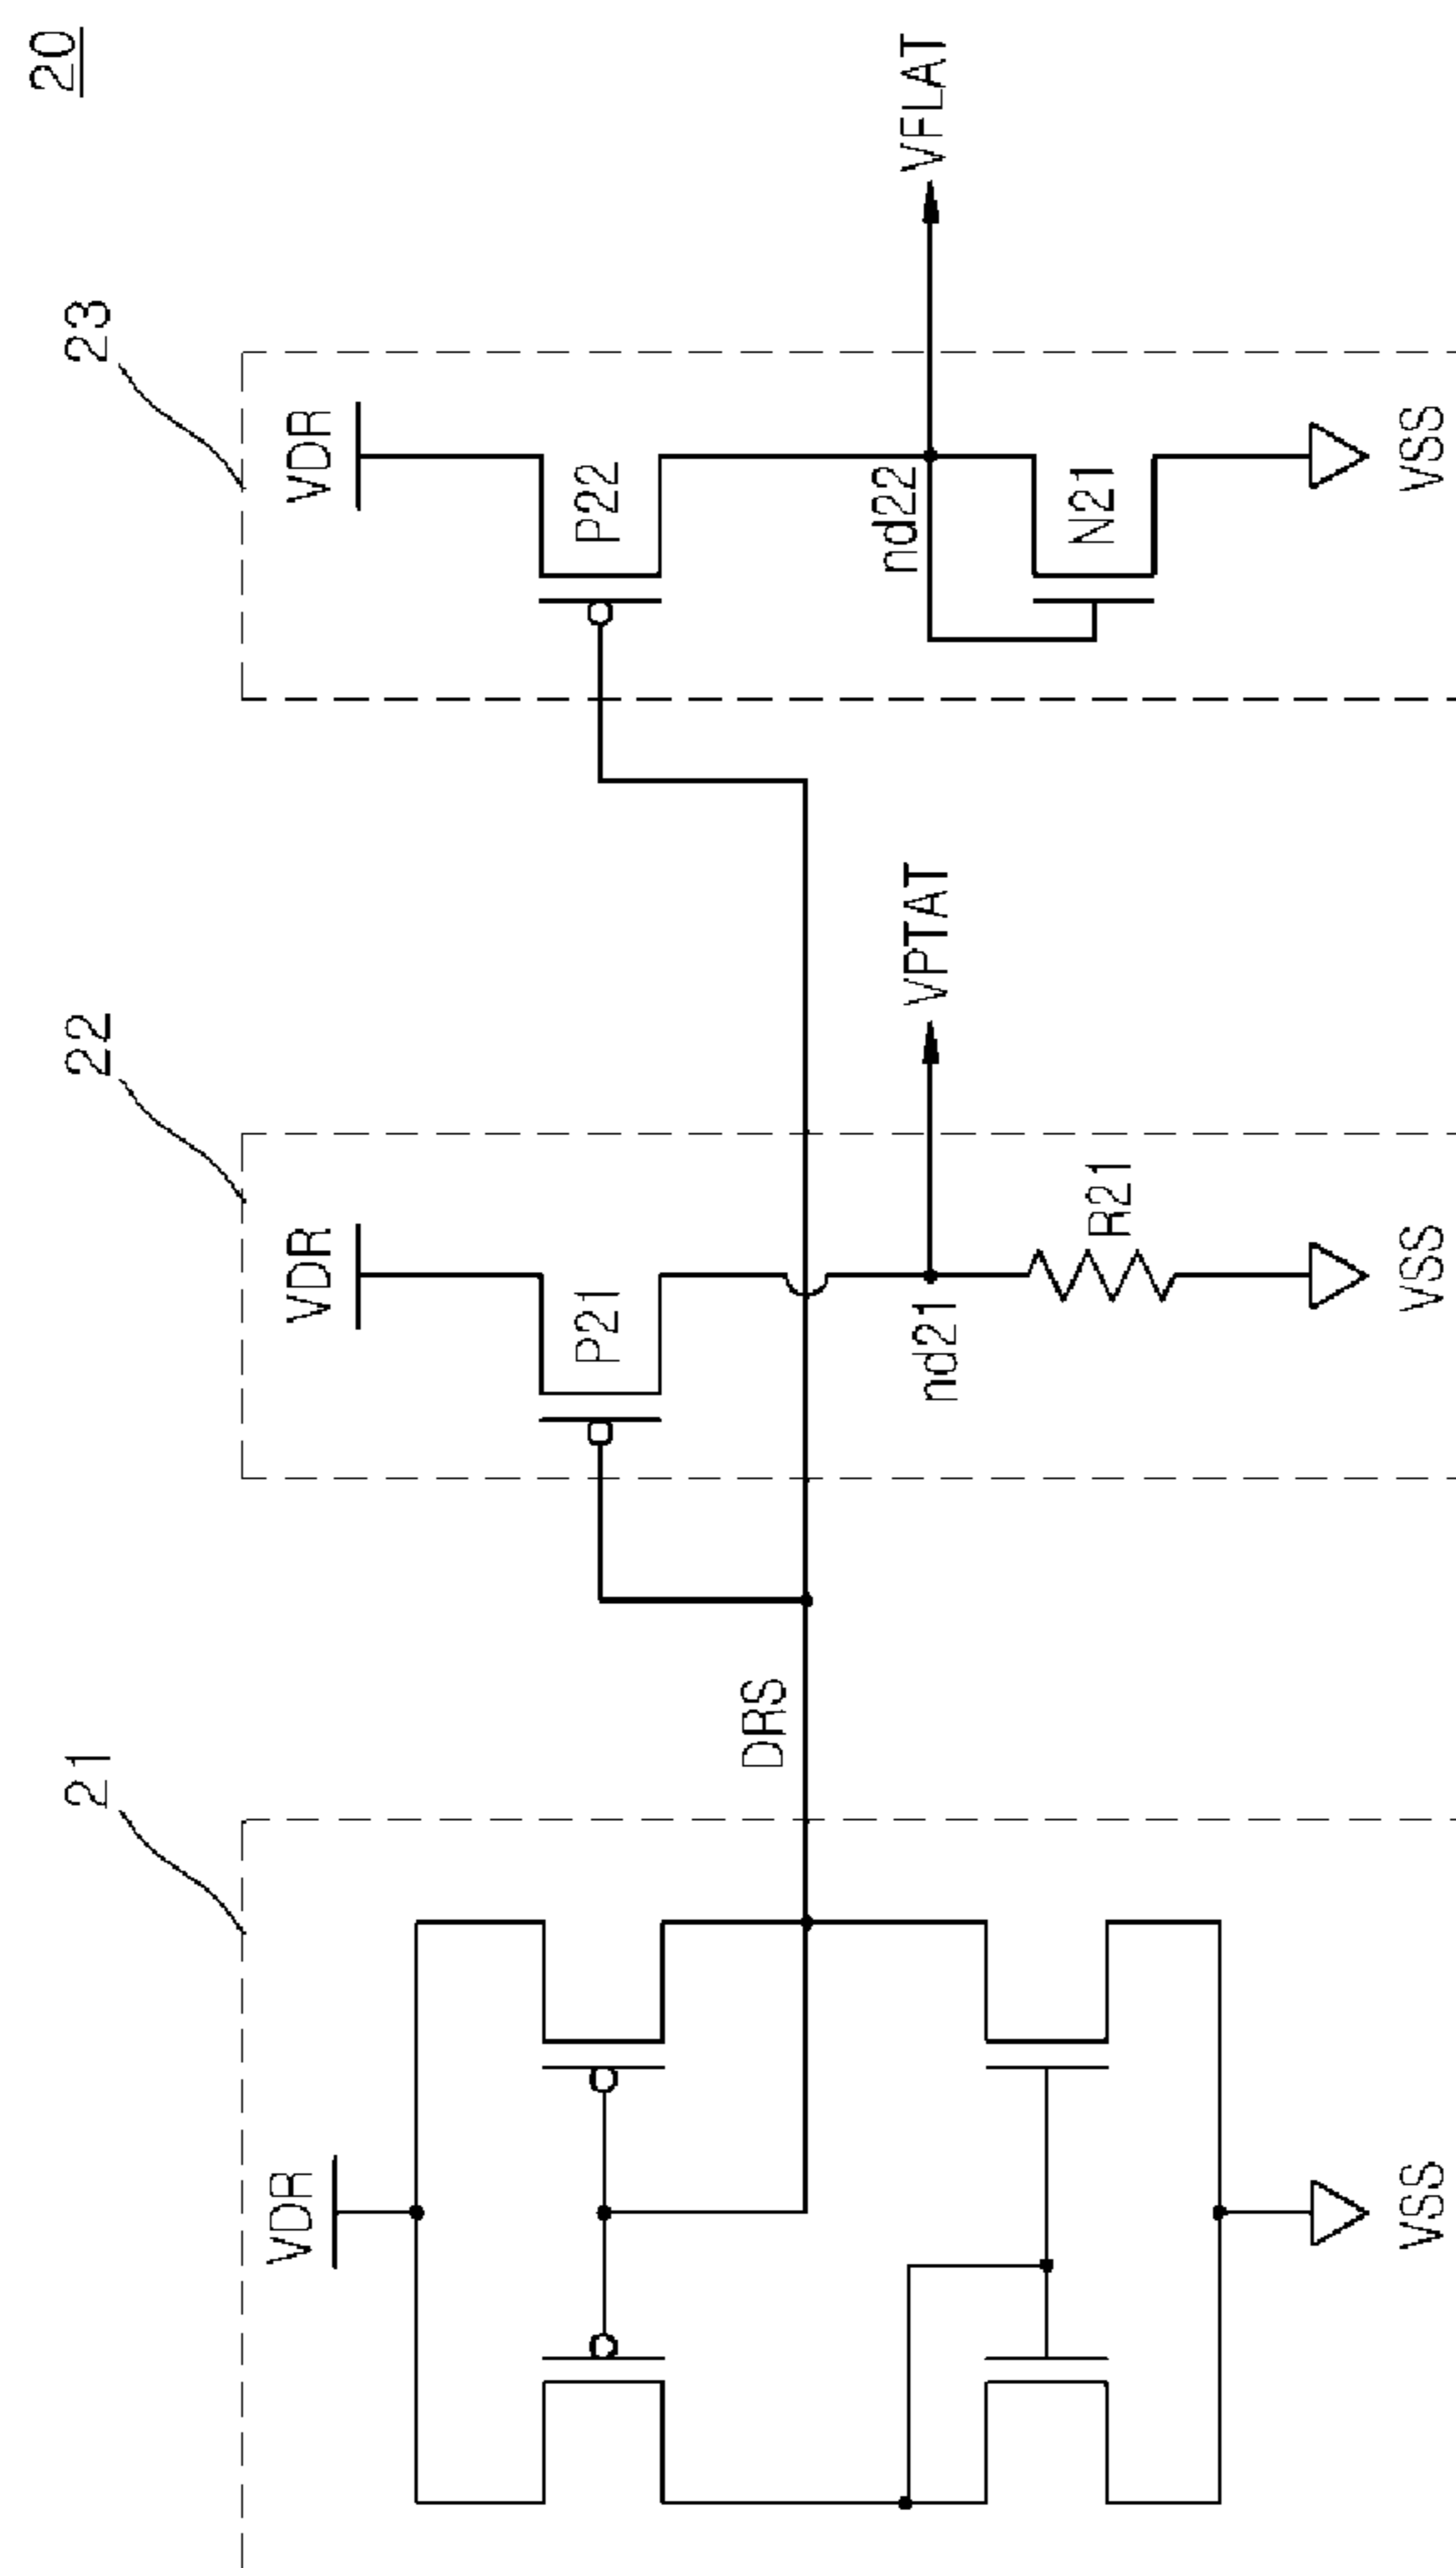 20
21
22
23
VDR
VDR
VDR
P21
P22
DRS
nd21
VPTAT
nd22
VFLAT
R21
N21
VSS
VSS
VSS